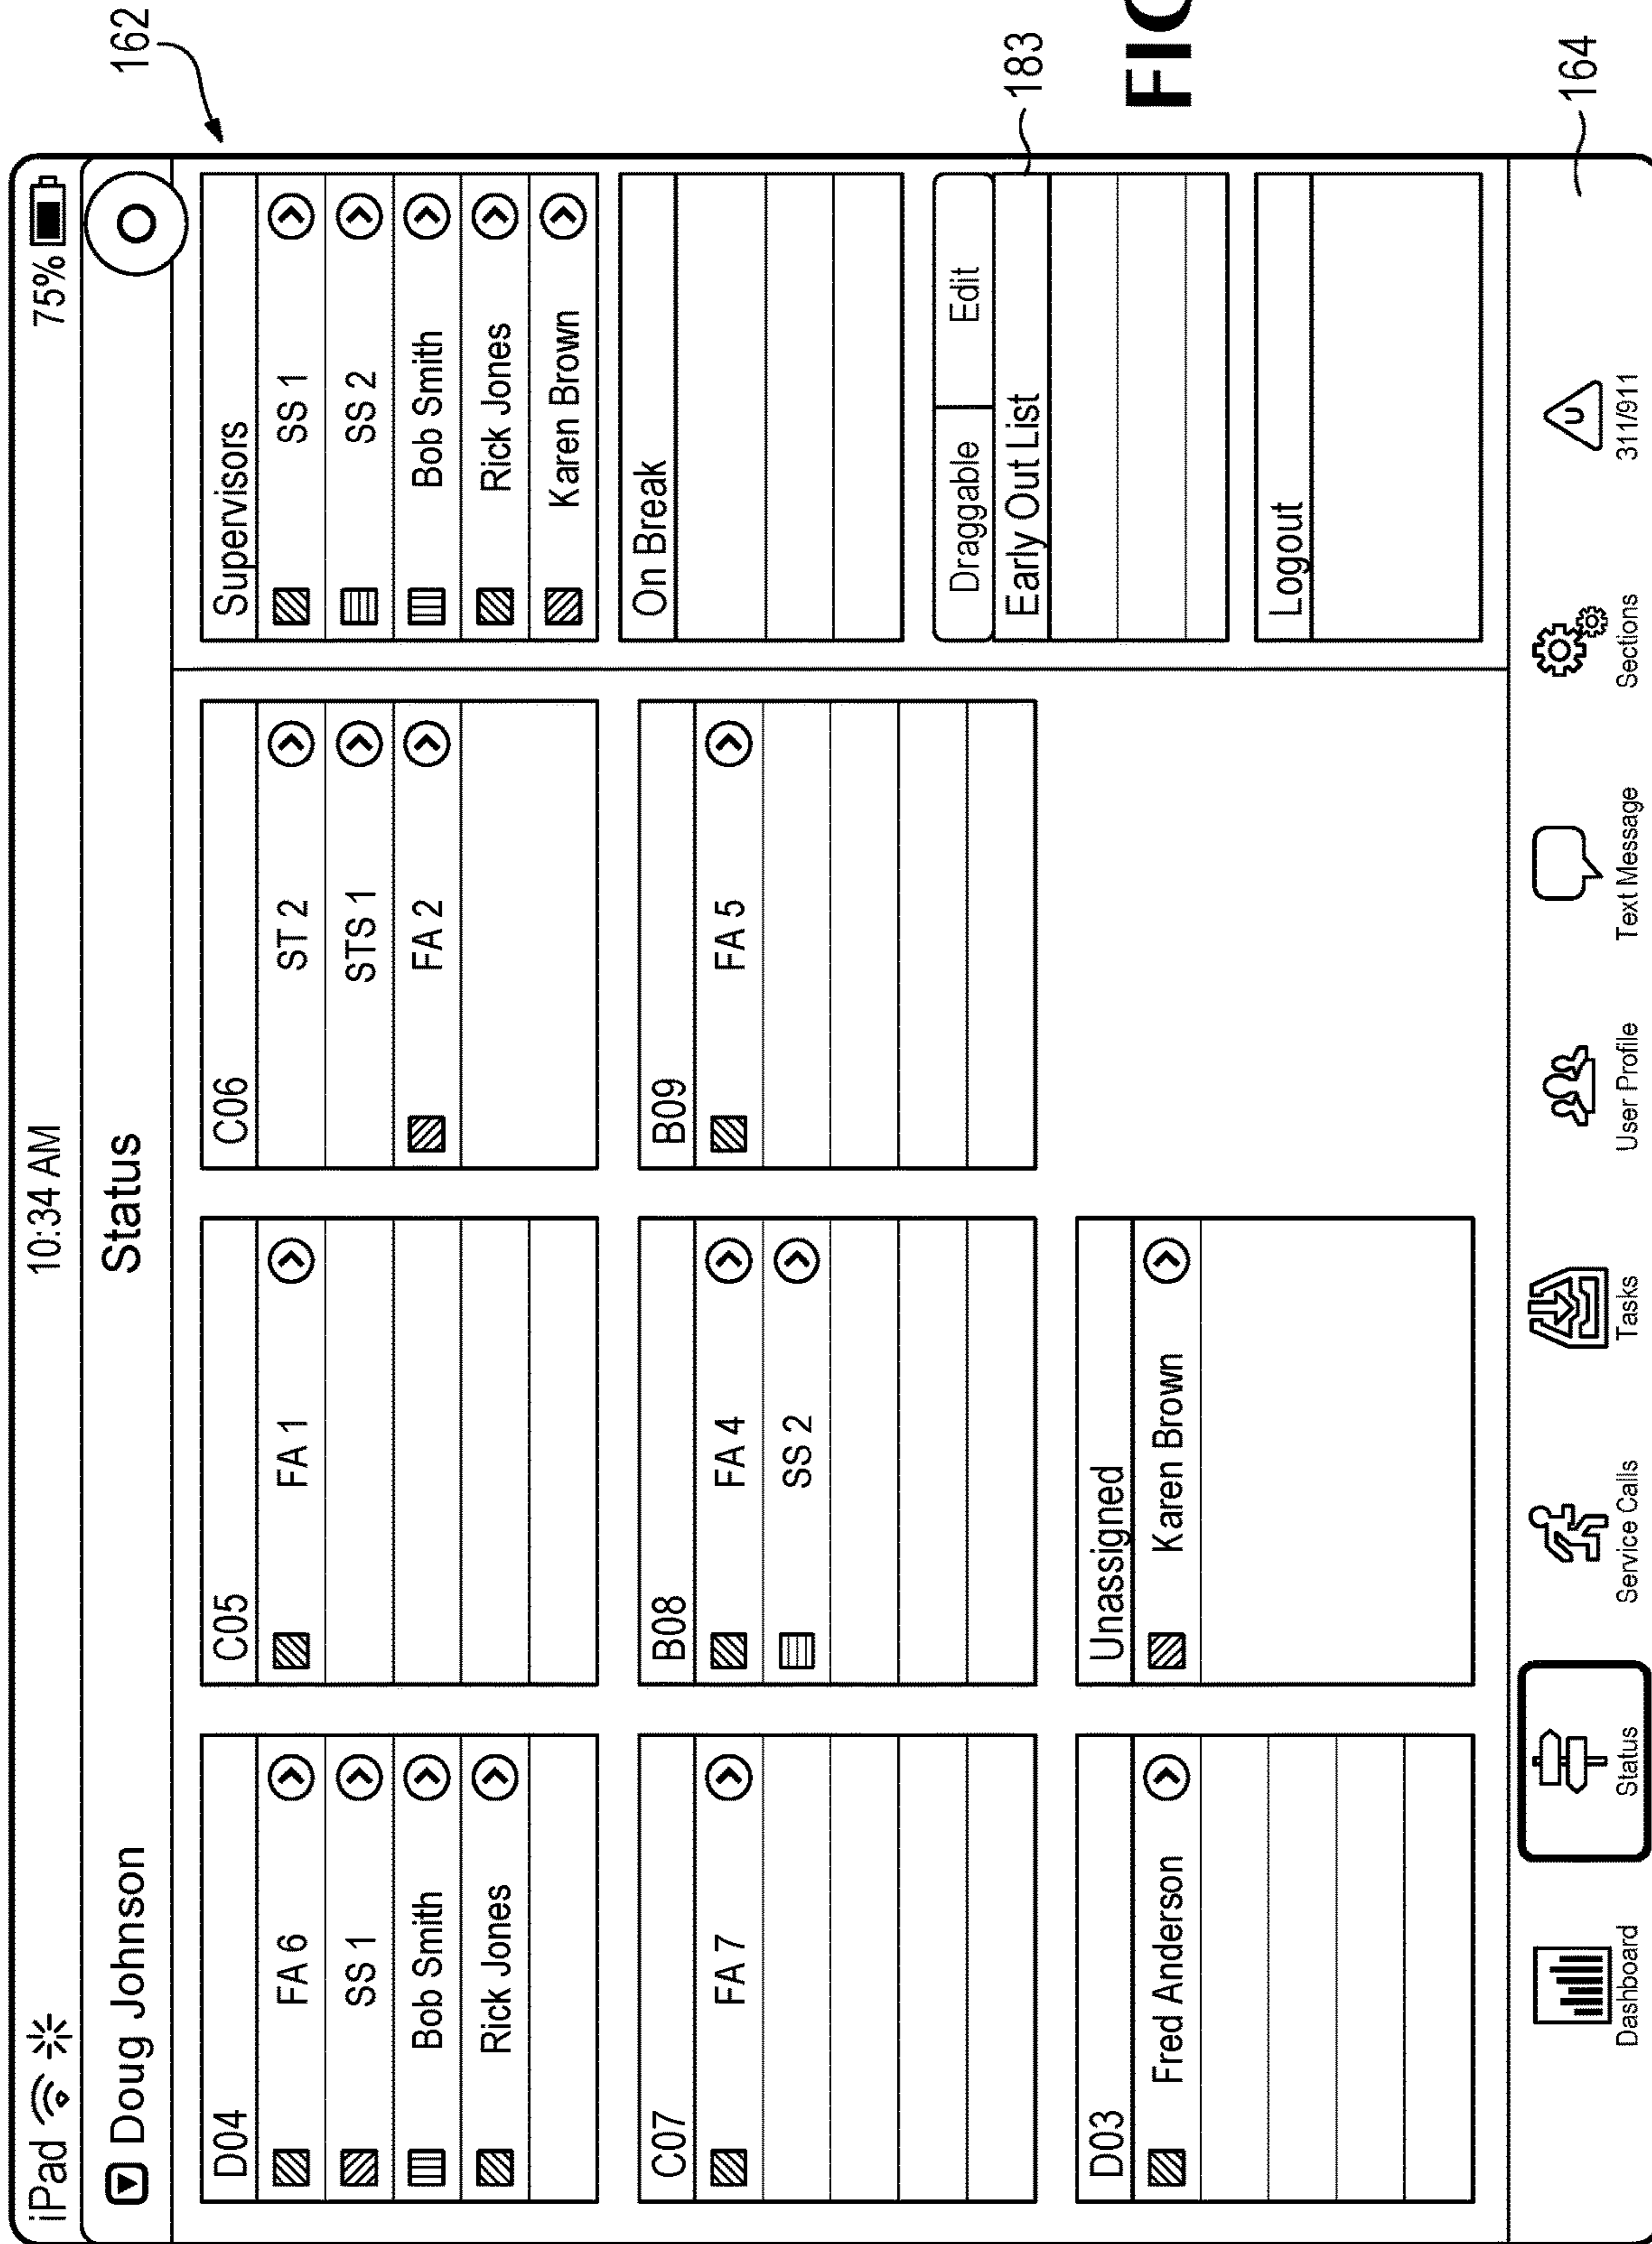 iPad 10:34 AM 75%
Doug Johnson Status
162
D04
FA 6
SS 1
Bob Smith
Rick Jones
C05
FA 1
C06
ST 2
STS 1
FA 2
Supervisors
SS 1
SS 2
Bob Smith
Rick Jones
Karen Brown
C07
FA 7
B08
FA 4
SS 2
B09
FA 5
On Break
Draggable Edit
Early Out List
183
D03
Fred Anderson
Unassigned
Karen Brown
Logout
Dashboard
Status
Service Calls
Tasks
User Profile
Text Message
Sections
311/911
164